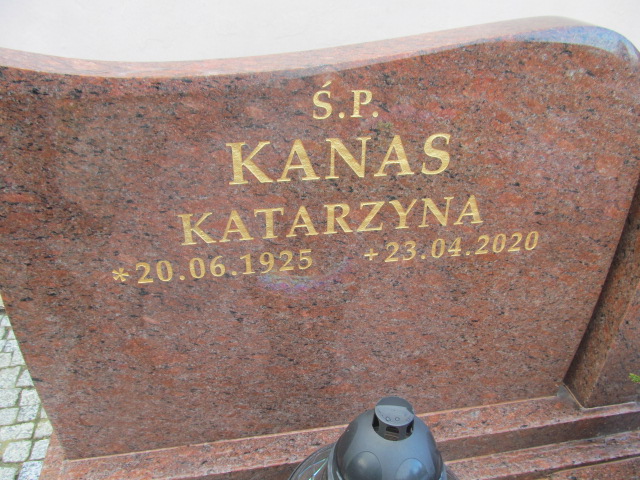 Ś.P.
KANAS
KATARZYNA
*20.06.1925 +23.04.2020